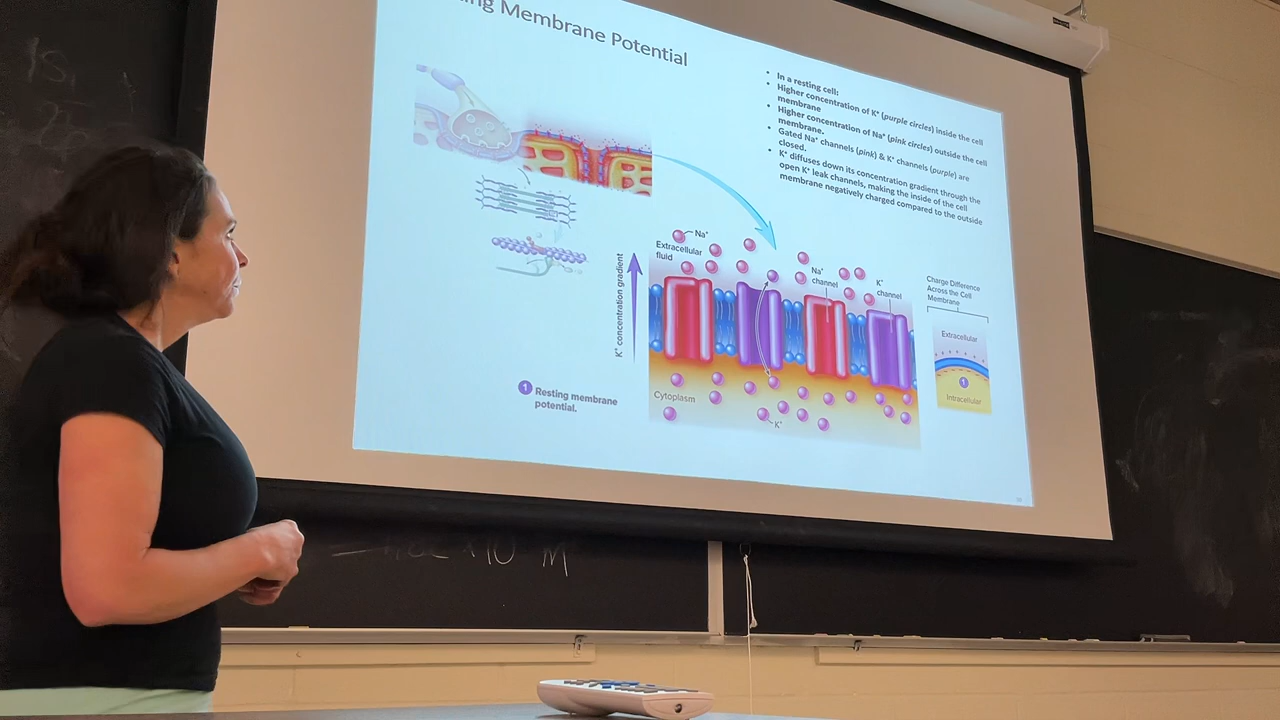 ing Membrane Potential
• In a resting cell:
• Higher concentration of K⁺ (purple circles) inside the cell
membrane
• Higher concentration of Na⁺ (pink circles) outside the cell
membrane.
• Gated Na⁺ channels (pink) & K⁺ channels (purple) are
closed.
• K⁺ diffuses down its concentration gradient through the
open K⁺ leak channels, making the inside of the cell
membrane negatively charged compared to the outside
Na⁺
Extracellular
fluid
Na⁺
channel
K⁺
channel
K⁺ concentration gradient
Cytoplasm
K⁺
1 Resting membrane
potential.
Charge Difference
Across the Cell
Membrane
Extracellular
1
Intracellular
M